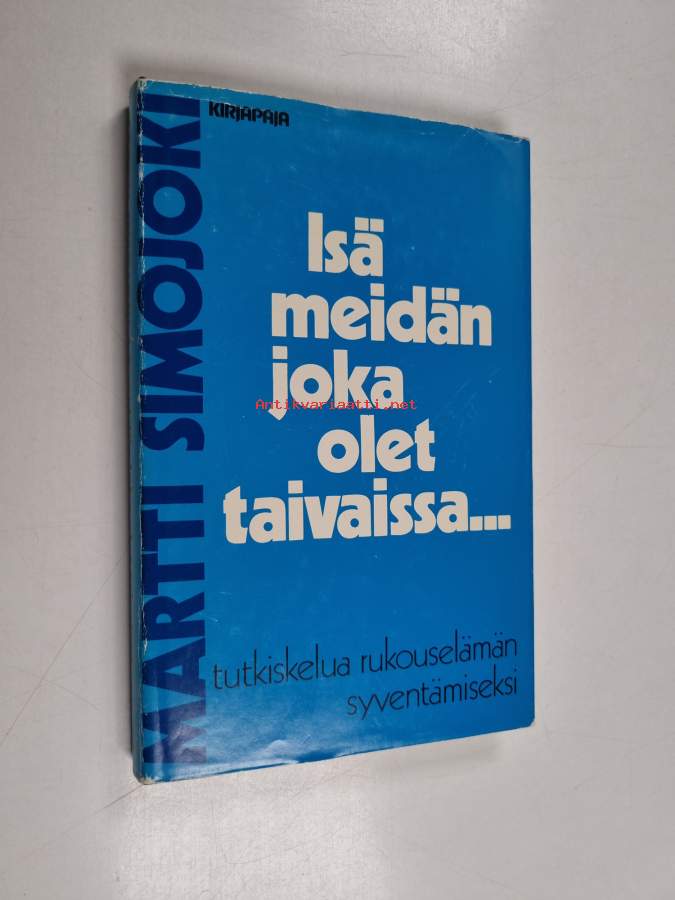 KIRJAPAJA
MARTTI SIMOJOKI
Isä
meidän
joka
olet
taivaissa...
tutkiskelua rukouselämän
syventämiseksi
Antikvariaatti.net